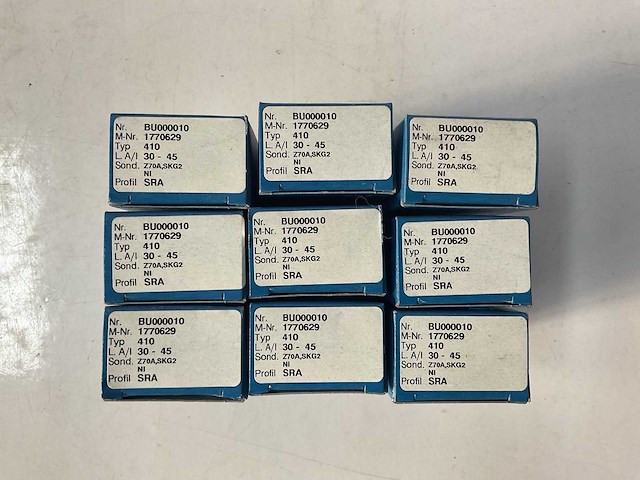 Nr. BU000010
M-Nr. 1770629
Typ 410
L. A/I 30 - 45
Sond. Z70A,SKG2
NI
Profil SRA
Nr. BU000010
M-Nr. 1770629
Typ 410
L. A/I 30 - 45
Sond. Z70A,SKG2
NI
Profil SRA
Nr. BU000010
M-Nr. 1770629
Typ 410
L. A/I 30 - 45
Sond. Z70A,SKG2
NI
Profil SRA
Nr. BU000010
M-Nr. 1770629
Typ 410
L. A/I 30 - 45
Sond. Z70A,SKG2
NI
Profil SRA
Nr. BU000010
M-Nr. 1770629
Typ 410
L. A/I 30 - 45
Sond. Z70A,SKG2
NI
Profil SRA
Nr. BU000010
M-Nr. 1770629
Typ 410
L. A/I 30 - 45
Sond. Z70A,SKG2
NI
Profil SRA
Nr. BU000010
M-Nr. 1770629
Typ 410
L. A/I 30 - 45
Sond. Z70A,SKG2
NI
Profil SRA
Nr. BU000010
M-Nr. 1770629
Typ 410
L. A/I 30 - 45
Sond. Z70A,SKG2
NI
Profil SRA
Nr. BU000010
M-Nr. 1770629
Typ 410
L. A/I 30 - 45
Sond. Z70A,SKG2
NI
Profil SRA